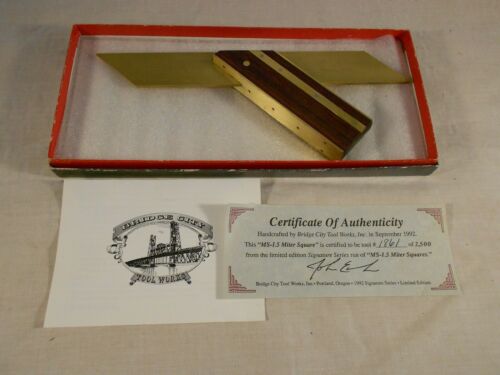 BRIDGE CITY
TOOL WORKS
Certificate Of Authenticity
Handcrafted by Bridge City Tool Works, Inc. in September 1992.
This "MS-1.5 Miter Square" is certified to be tool # 1861 of 2,500
from the limited edition Signature Series run of "MS-1.5 Miter Squares."
Bridge City Tool Works, Inc. • Portland, Oregon • 1992 Signature Series • Limited Edition